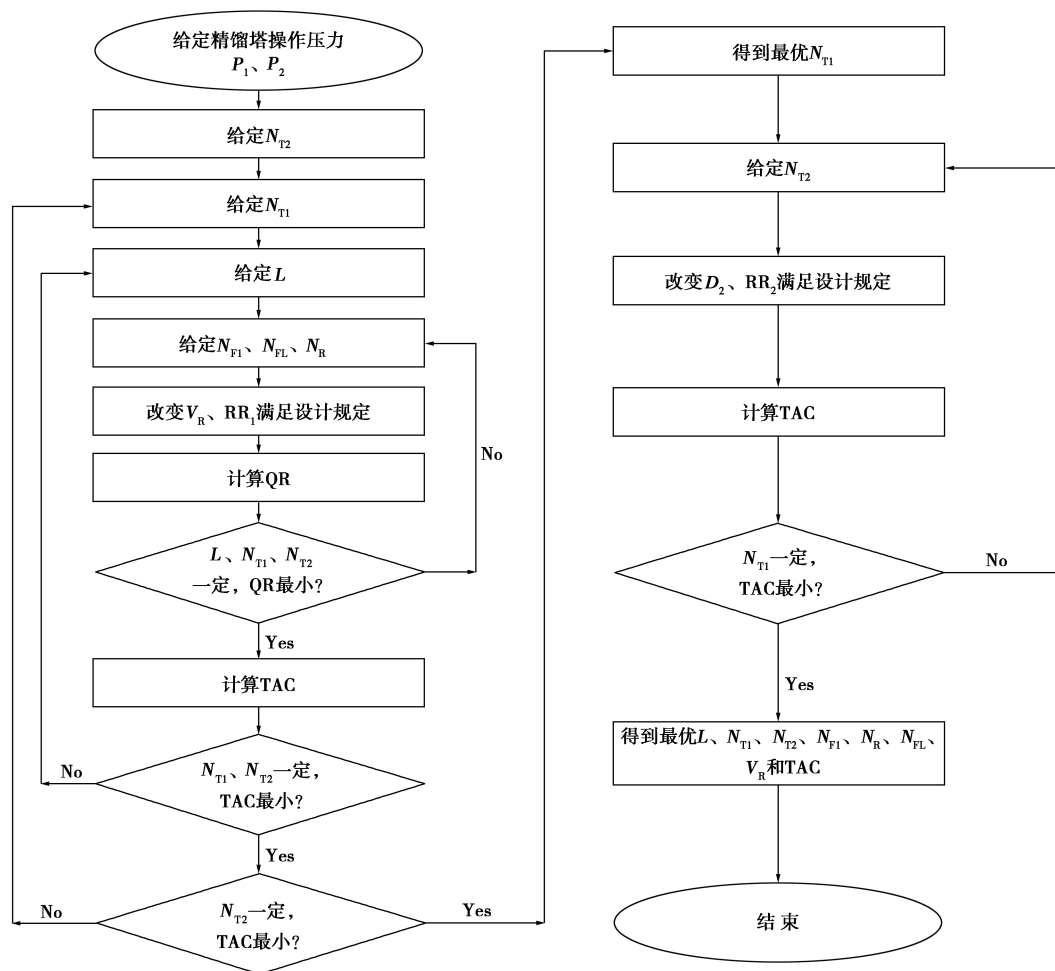 给定精馏塔操作压力
P₁、P₂
给定N_T2
给定N_T1
给定L
给定N_F1、N_FL、N_R
改变V_R、RR₁满足设计规定
计算QR
L、N_T1、N_T2
一定，QR最小？
No
Yes
计算TAC
N_T1、N_T2一定，
TAC最小？
No
Yes
N_T2一定，
TAC最小？
No
Yes
得到最优N_T1
给定N_T2
改变D₂、RR₂满足设计规定
计算TAC
N_T1一定，
TAC最小？
No
Yes
得到最优L、N_T1、N_T2、N_F1、N_R、N_FL、
V_R和TAC
结 束